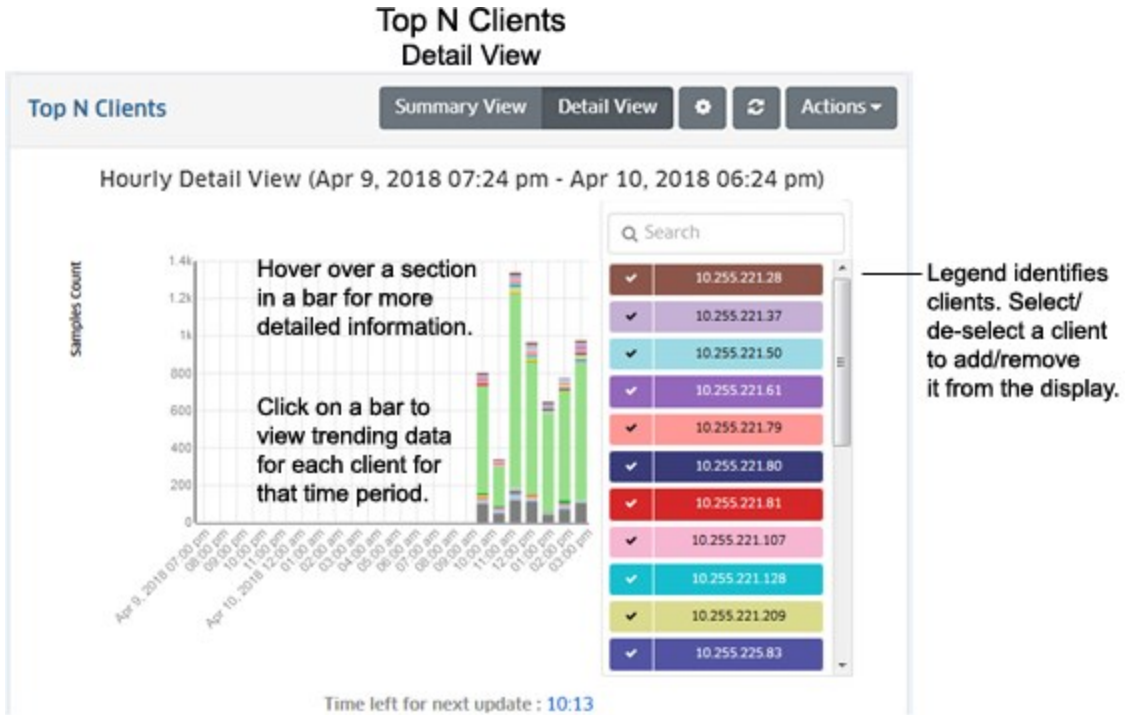 Top N Clients
Detail View
Top N Clients
Summary View
Detail View
Actions
Hourly Detail View (Apr 9, 2018 07:24 pm - Apr 10, 2018 06:24 pm)
Samples Count
1.4k
1.2k
1k
800
600
400
200
0
Hover over a section
in a bar for more
detailed information.
Click on a bar to
view trending data
for each client for
that time period.
Apr 9, 2018 07:00 pm
08:00 pm
09:00 pm
10:00 pm
11:00 pm
Apr 10, 2018 12:00 am
01:00 am
02:00 am
03:00 am
04:00 am
05:00 am
06:00 am
07:00 am
08:00 am
09:00 am
10:00 am
11:00 am
12:00 pm
01:00 pm
02:00 pm
03:00 pm
Search
10.255.221.28
10.255.221.37
10.255.221.50
10.255.221.61
10.255.221.79
10.255.221.80
10.255.221.81
10.255.221.107
10.255.221.128
10.255.221.209
10.255.225.83
Legend identifies
clients. Select/
de-select a client
to add/remove
it from the display.
Time left for next update : 10:13